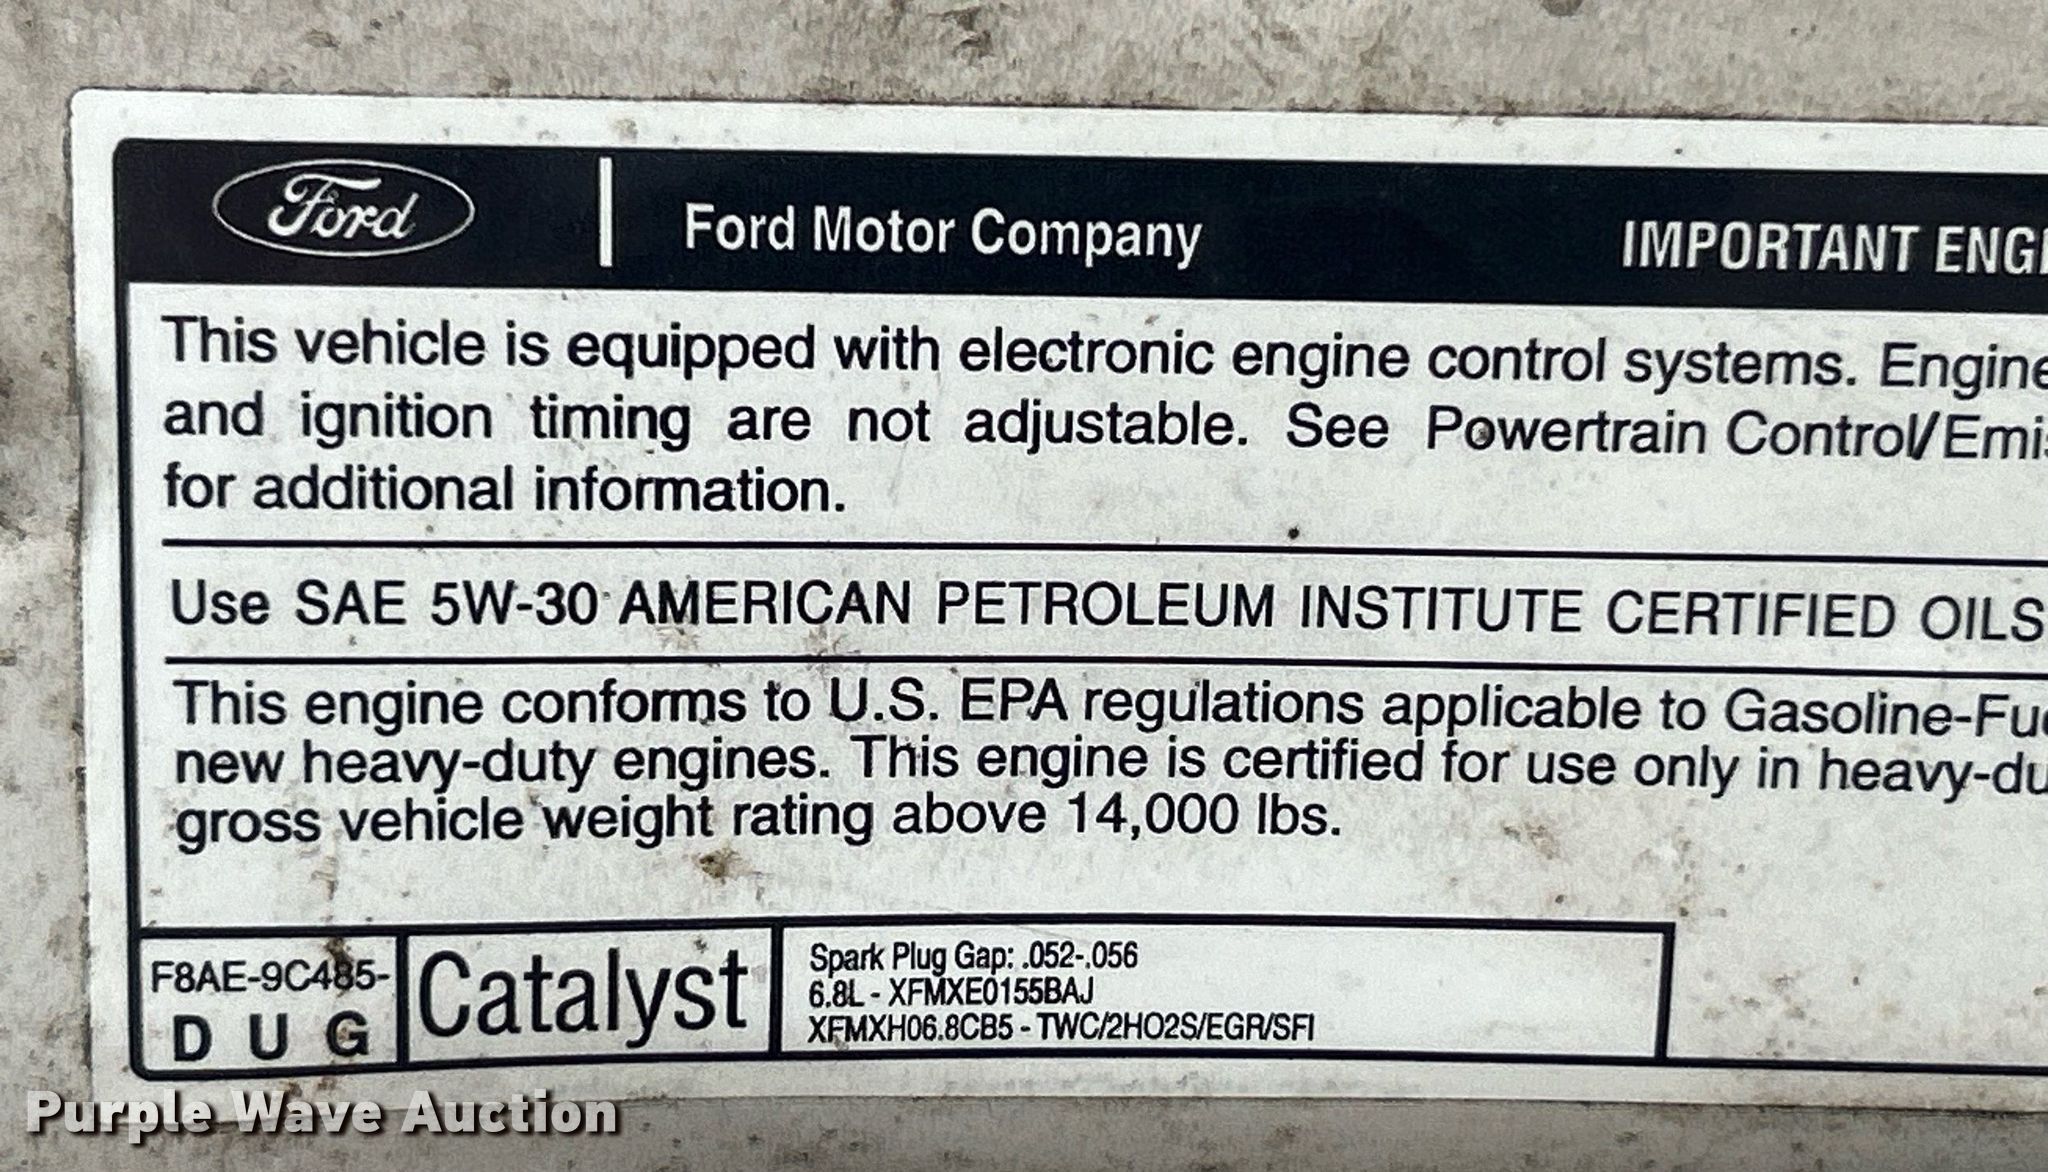 Ford Ford Motor Company IMPORTANT
This vehicle is equipped with electronic engine control systems. Engine
and ignition timing are not adjustable. See Powertrain Control/Emis
for additional information.
Use SAE 5W-30 AMERICAN PETROLEUM INSTITUTE CERTIFIED OILS
This engine conforms to U.S. EPA regulations applicable to Gasoline-Fue
new heavy-duty engines. This engine is certified for use only in heavy-du
gross vehicle weight rating above 14,000 lbs.
F8AE-9C485-
D U G
Catalyst
Spark Plug Gap: .052-.056
6.8L - XFMXE0155BAJ
XFMXH06.8CB5 - TWC/2HO2S/EGR/SFI
Purple Wave Auction